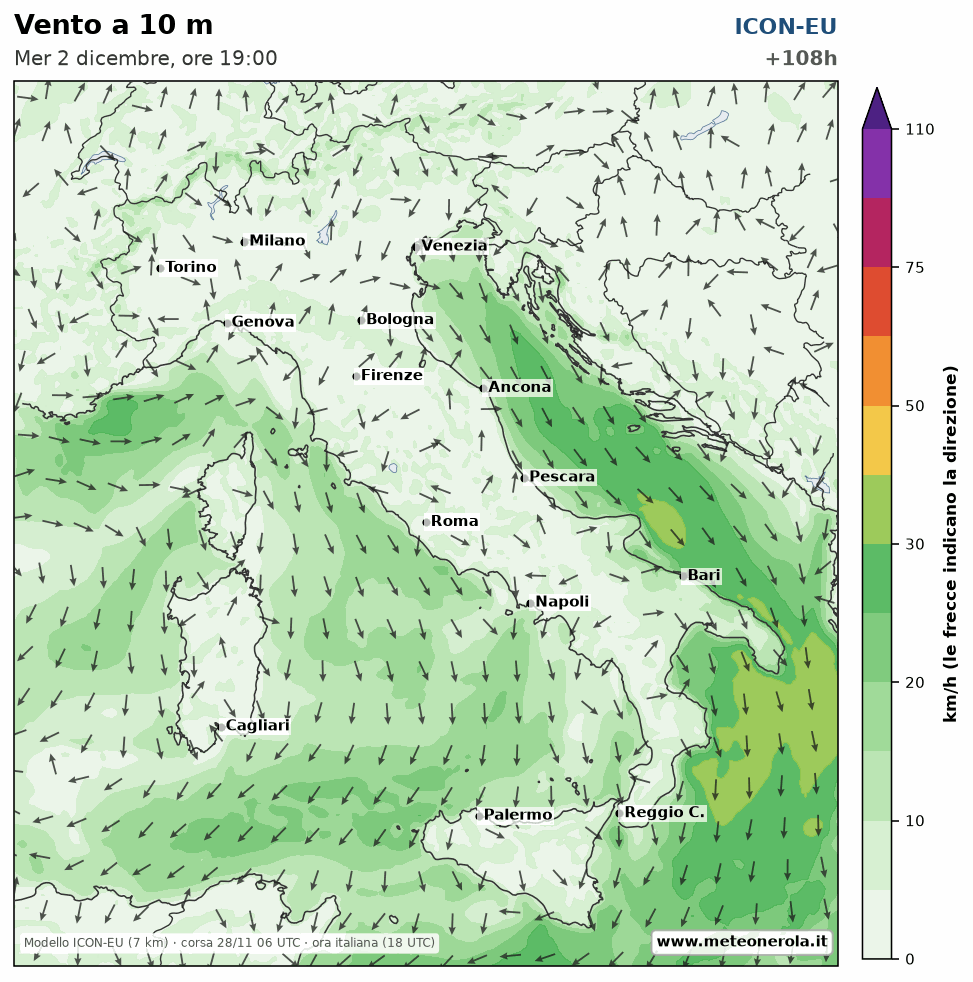 Vento a 10 m
ICON-EU
Mer 2 dicembre, ore 19:00
+108h
110
Milano
Venezia
Torino
75
Genova
Bologna
Firenze
Ancona
50
Pescara
Roma
30
Bari
Napoli
20
Cagliari
Palermo
Reggio C.
10
km/h (le frecce indicano la direzione)
Modello ICON-EU (7 km) · corsa 28/11 06 UTC · ora italiana (18 UTC)
www.meteonerola.it
0